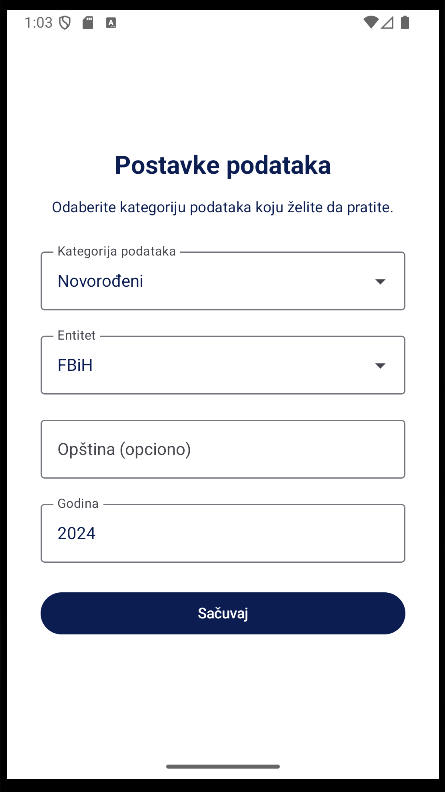 1:03
A
Postavke podataka
Odaberite kategoriju podataka koju želite da pratite.
Kategorija podataka
Novorođeni
Entitet
FBiH
Opština (opciono)
Godina
2024
Sačuvaj